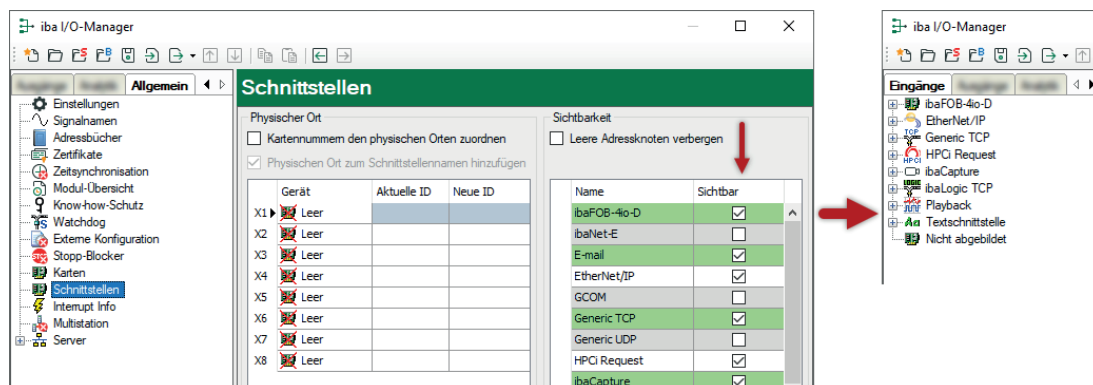 iba I/O-Manager
Allgemein
Einstellungen
Signalnamen
Adressbücher
Zertifikate
Zeitsynchronisation
Modul-Übersicht
Know-how-Schutz
Watchdog
Externe Konfiguration
Stopp-Blocker
Karten
Schnittstellen
Interrupt Info
Multistation
Server
Schnittstellen
Physischer Ort
Kartennummern den physischen Orten zuordnen
Physischen Ort zum Schnittstellennamen hinzufügen
Gerät Aktuelle ID Neue ID
X1 Leer
X2 Leer
X3 Leer
X4 Leer
X5 Leer
X6 Leer
X7 Leer
X8 Leer
Sichtbarkeit
Leere Adressknoten verbergen
Name Sichtbar
ibaFOB-4io-D
ibaNet-E
E-mail
EtherNet/IP
GCOM
Generic TCP
Generic UDP
HPCi Request
ibaCapture
iba I/O-Manager
Eingänge
ibaFOB-4io-D
EtherNet/IP
TCP Generic TCP
HPCI HPCi Request
ibaCapture
LOGIC ibaLogic TCP
Playback
Aa Textschnittstelle
Nicht abgebildet